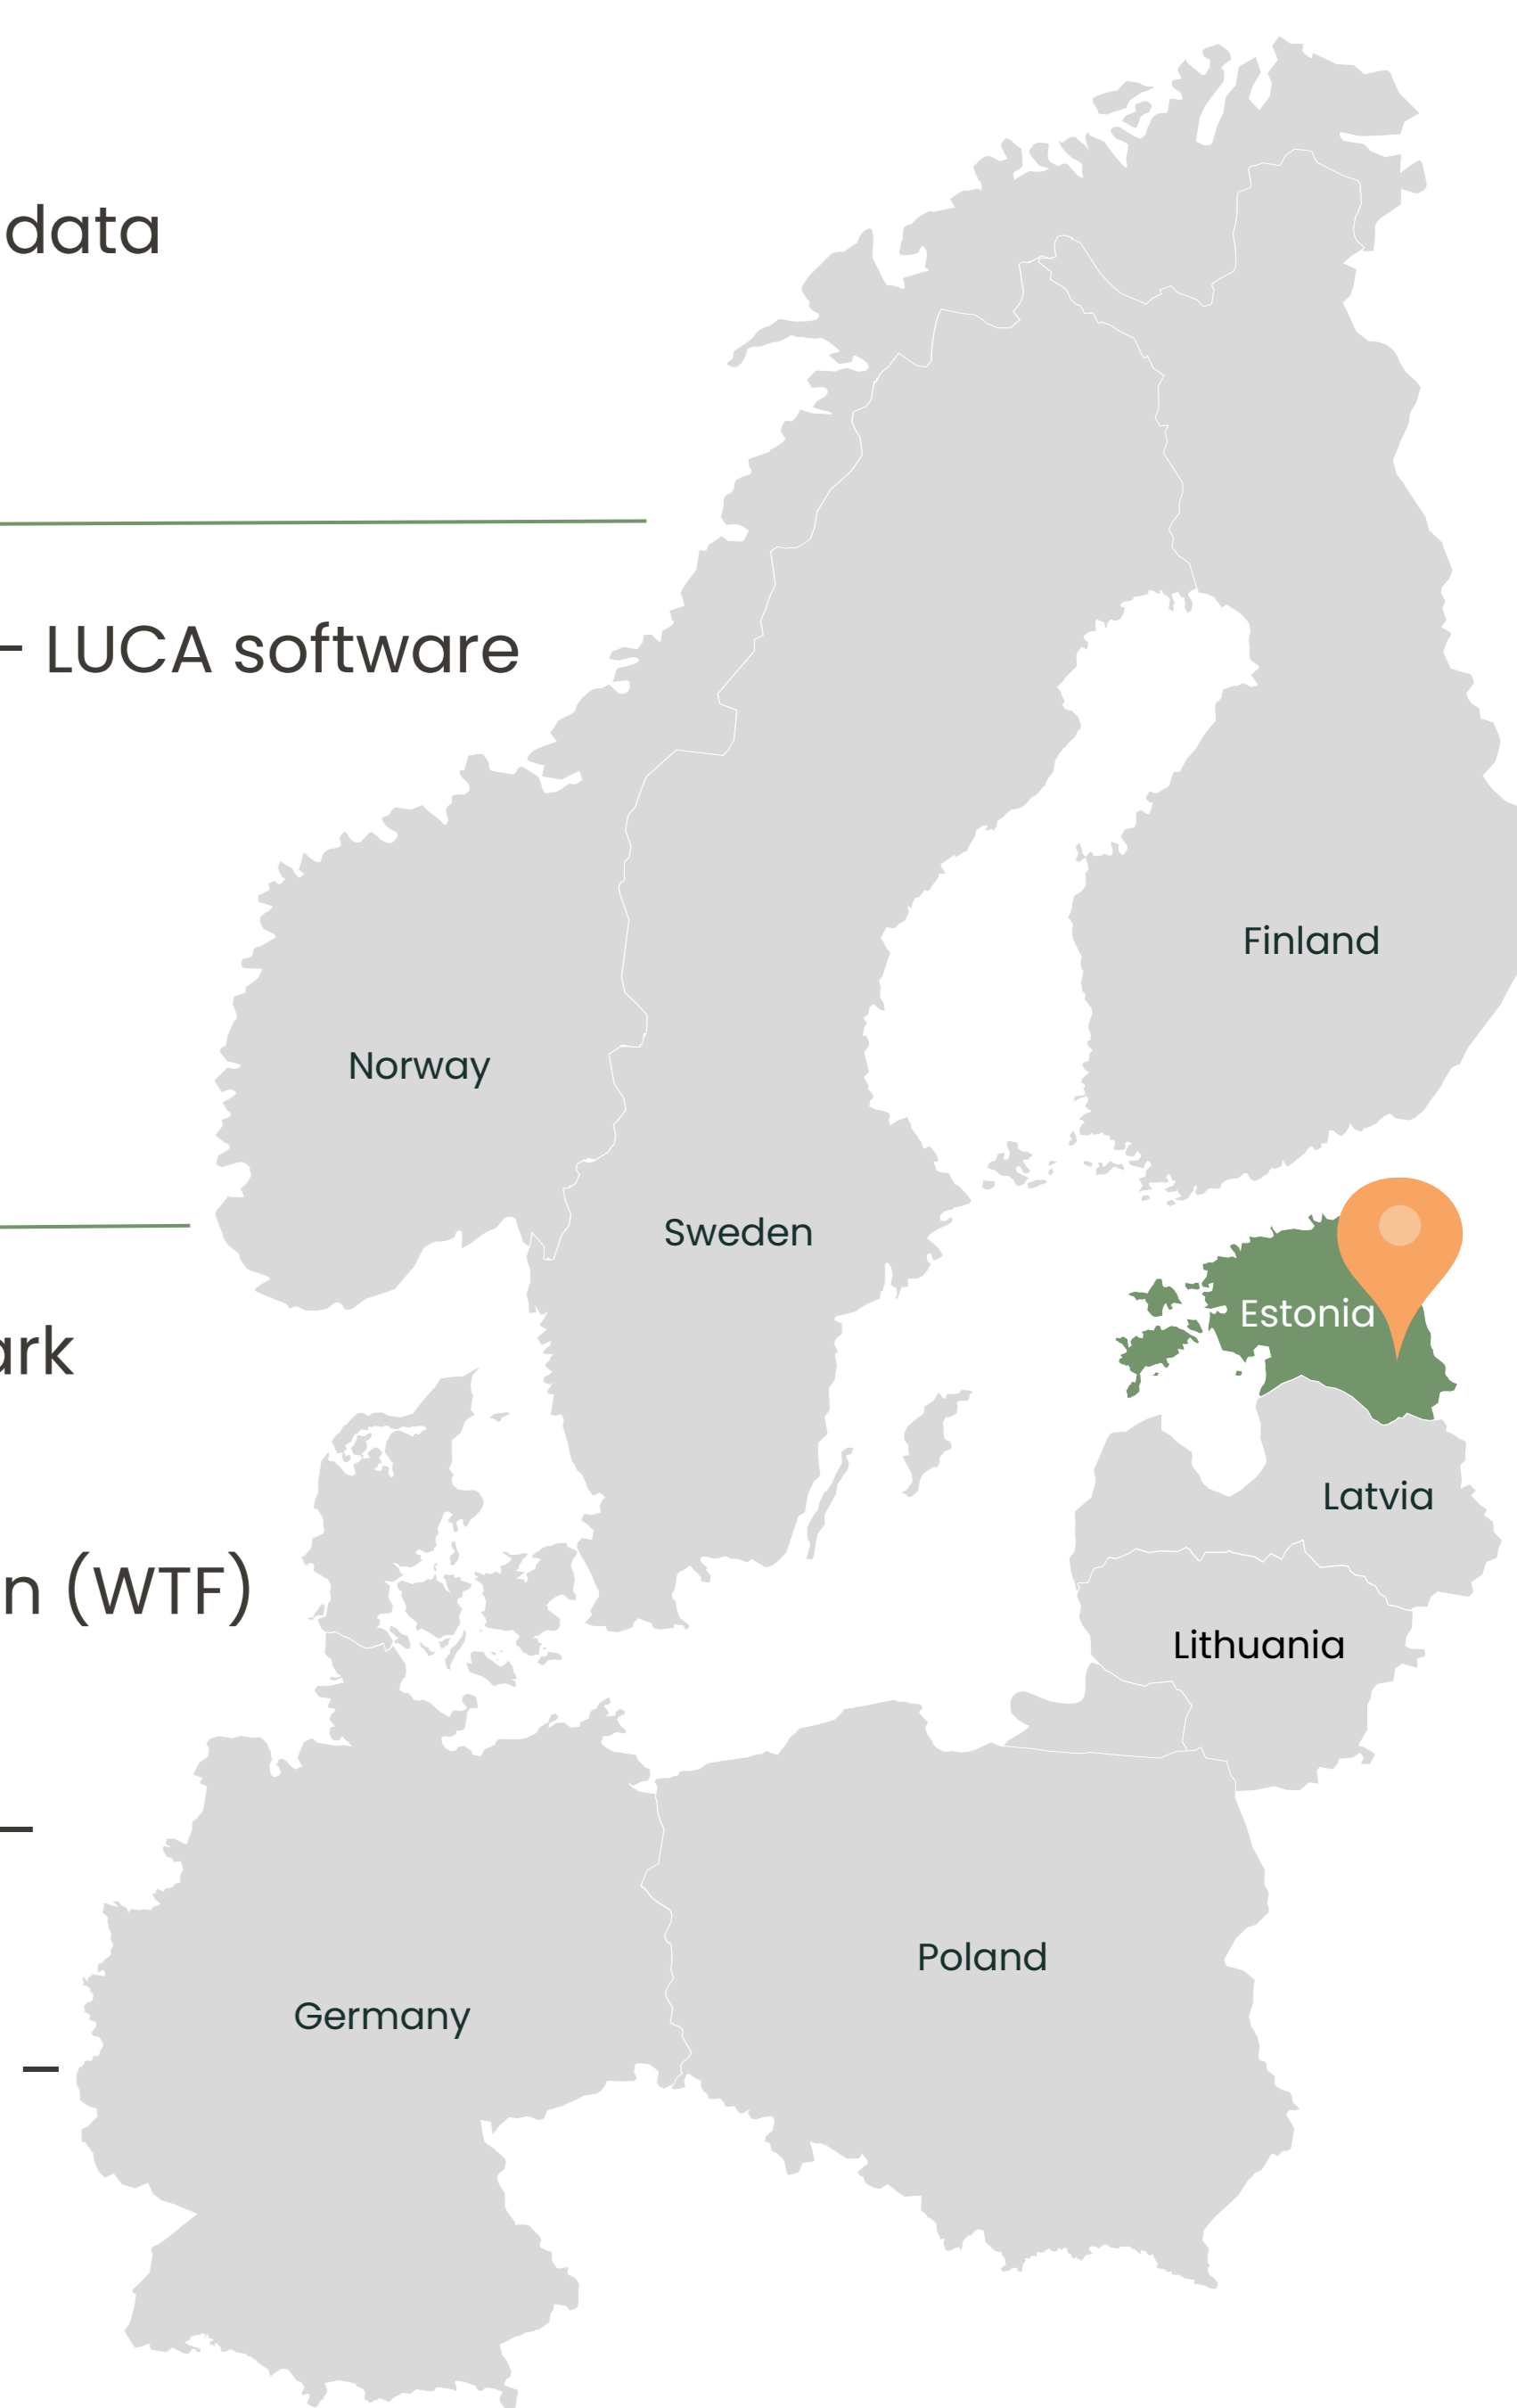 data
– LUCA software
Finland
Norway
Sweden
Estonia
ark
Latvia
n (WTF)
Lithuania
–
Poland
Germany
–